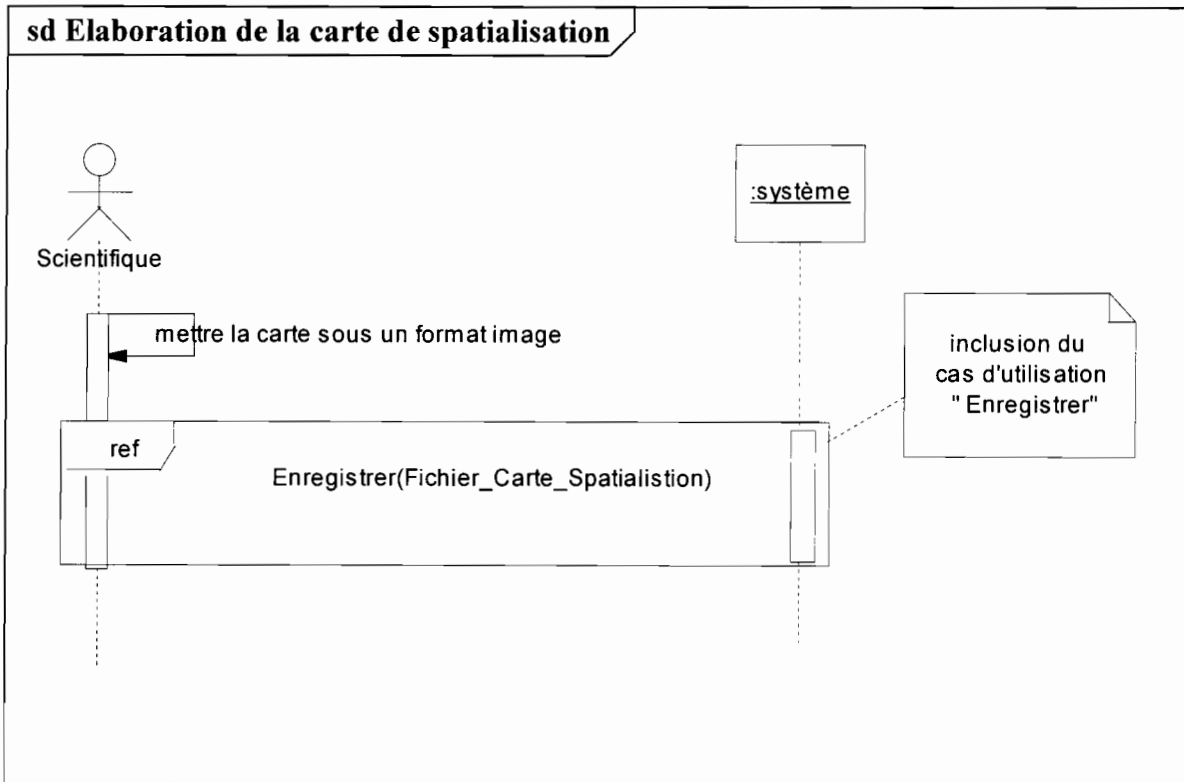 sd Elaboration de la carte de spatialisation
:système
Scientifique
mettre la carte sous un format image
inclusion du
cas d'utilisation
" Enregistrer"
ref
Enregistrer(Fichier_Carte_Spatialistion)